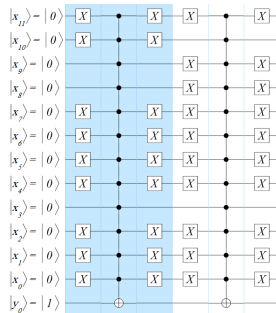 |x₁₁⟩= |0⟩ X X X X
|x₁₀⟩= |0⟩ X X
|x₉⟩= |0⟩ X X
|x₈⟩= |0⟩ X X
|x₇⟩= |0⟩ X X X X
|x₆⟩= |0⟩ X X X X
|x₅⟩= |0⟩ X X X X
|x₄⟩= |0⟩ X X X X
|x₃⟩= |0⟩
|x₂⟩= |0⟩ X X X X
|x₁⟩= |0⟩ X X X X
|x₀⟩= |0⟩ X X X X
|y₀⟩= |1⟩